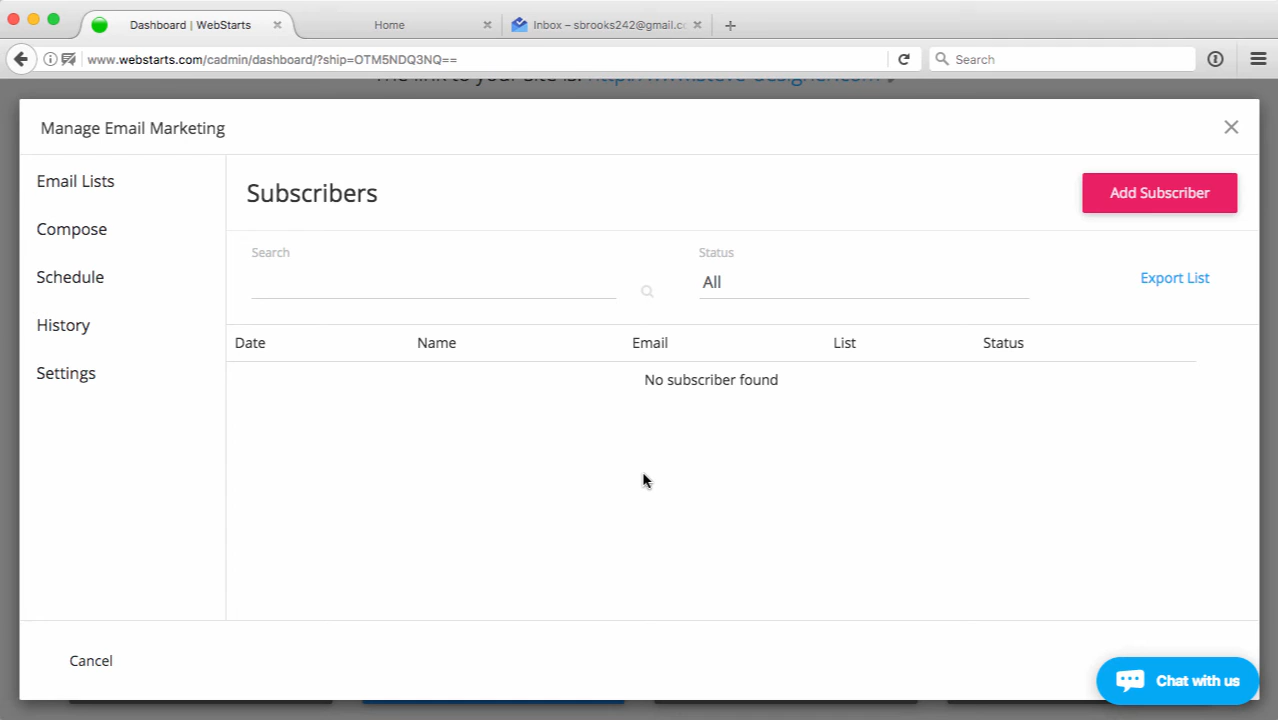 Dashboard | WebStarts
Home
Inbox – sbrooks242@gmail.c
www.webstarts.com/cadmin/dashboard/?ship=OTM5NDQ3NQ==
Search
Manage Email Marketing
Email Lists
Compose
Schedule
History
Settings
Subscribers
Add Subscriber
Search
Status
All
Export List
Date Name Email List Status
No subscriber found
Cancel
Chat with us